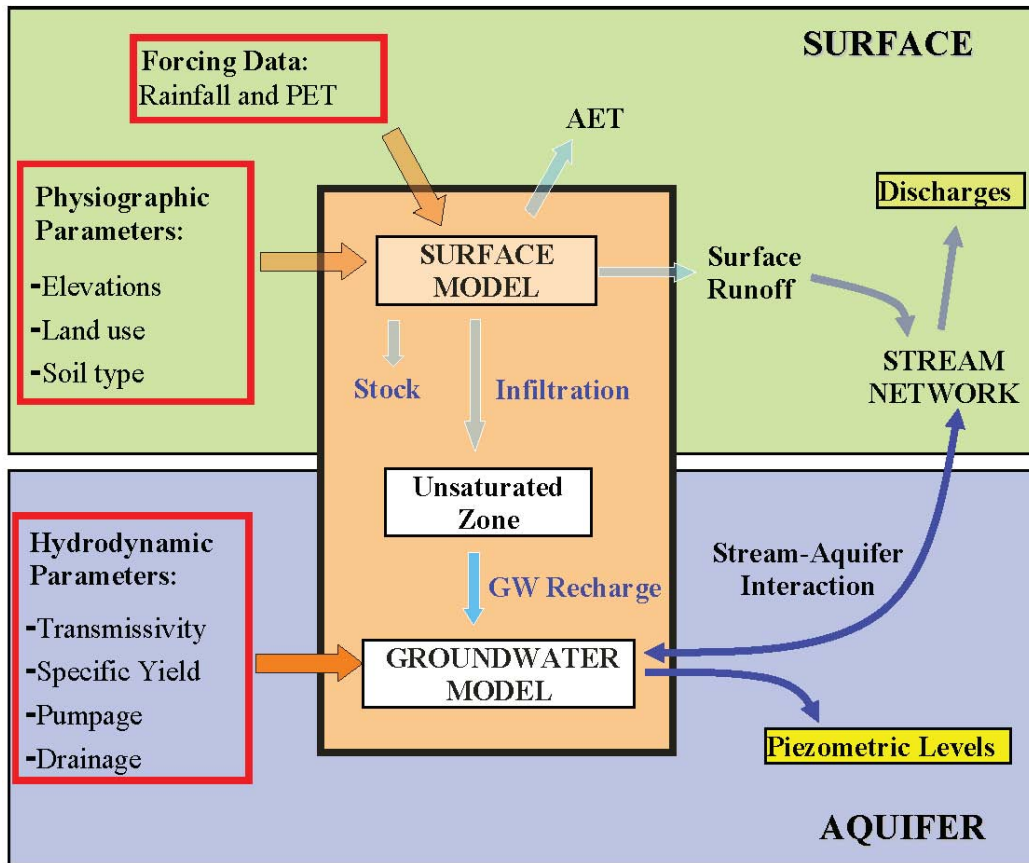 SURFACE
Forcing Data:
Rainfall and PET
AET
Physiographic
Parameters:
-Elevations
-Land use
-Soil type
Discharges
SURFACE
MODEL
Surface
Runoff
Stock
Infiltration
STREAM
NETWORK
Unsaturated
Zone
Hydrodynamic
Parameters:
-Transmissivity
-Specific Yield
-Pumpage
-Drainage
GW Recharge
Stream-Aquifer
Interaction
GROUNDWATER
MODEL
Piezometric Levels
AQUIFER